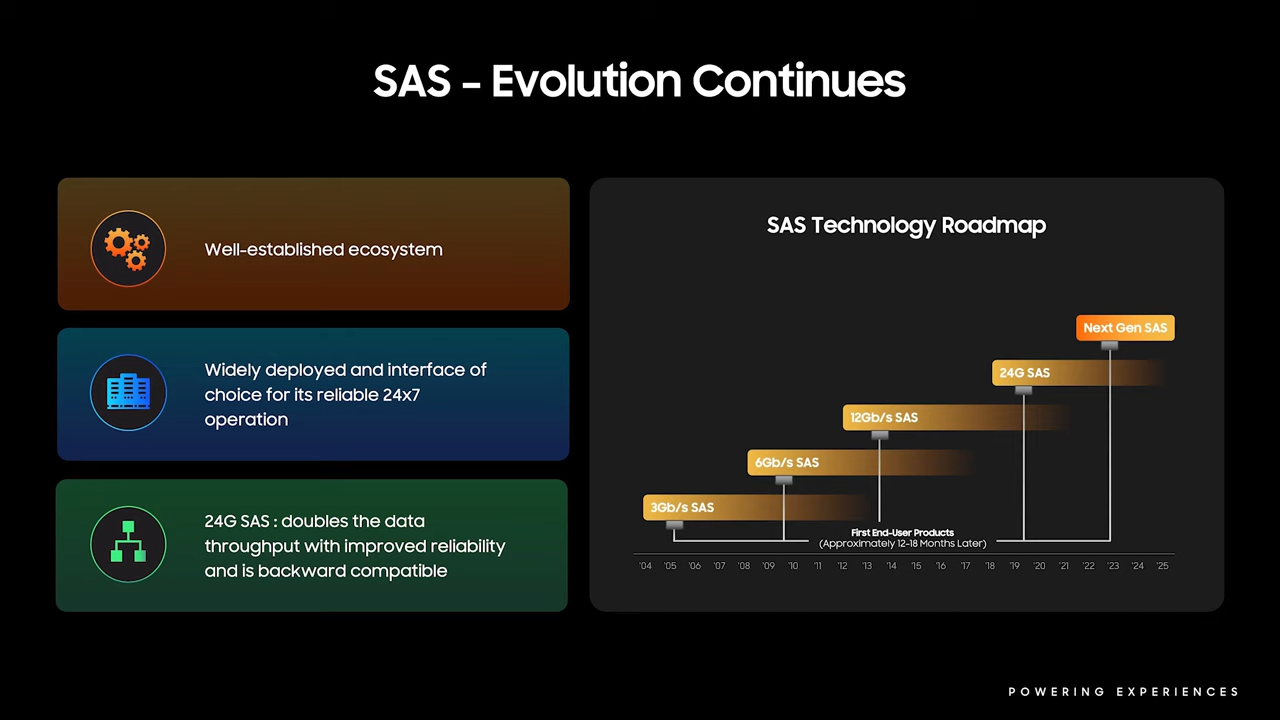 SAS – Evolution Continues
Well-established ecosystem
Widely deployed and interface of
choice for its reliable 24x7
operation
24G SAS : doubles the data
throughput with improved reliability
and is backward compatible
SAS Technology Roadmap
Next Gen SAS
24G SAS
12Gb/s SAS
6Gb/s SAS
3Gb/s SAS
First End-User Products
(Approximately 12-18 Months Later)
'04 '05 '06 '07 '08 '09 '10 '11 '12 '13 '14 '15 '16 '17 '18 '19 '20 '21 '22 '23 '24 '25
POWERING EXPERIENCES